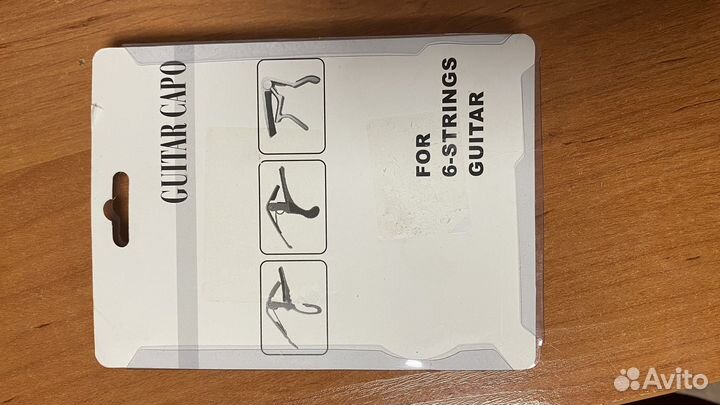 GUITAR CAPO
FOR
6-STRINGS
GUITAR
Avito